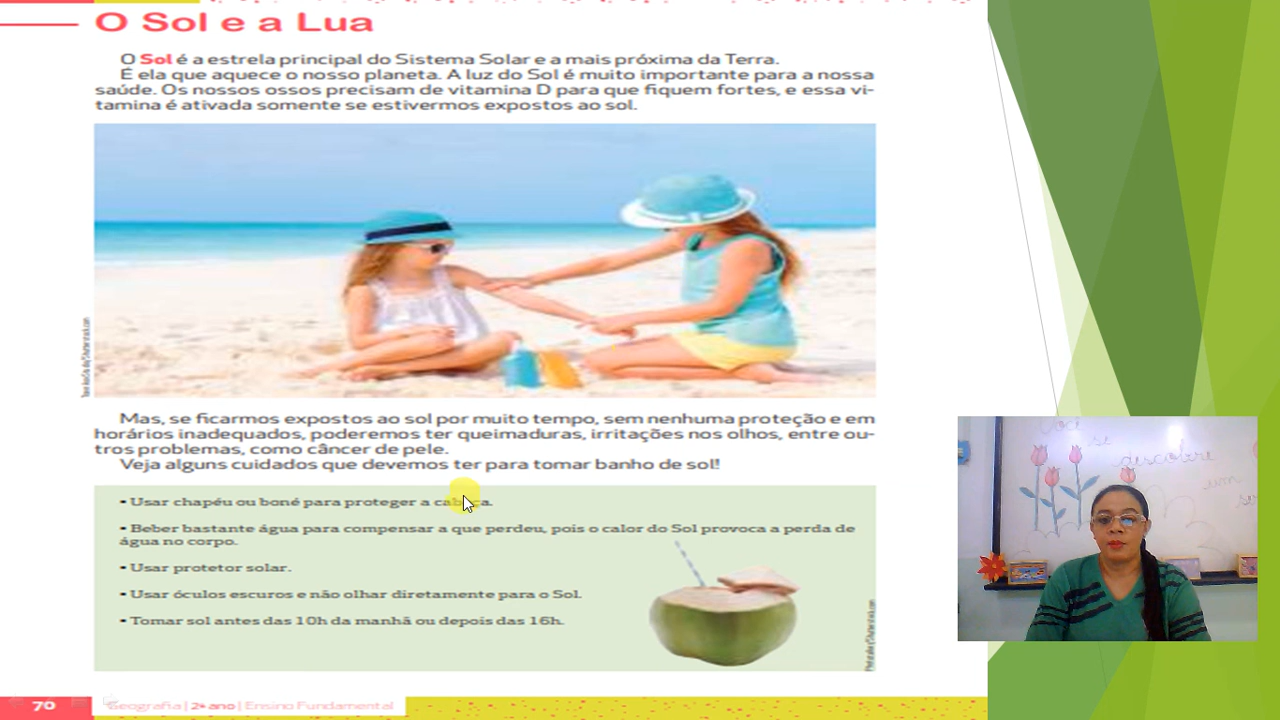 O Sol e a Lua
O Sol é a estrela principal do Sistema Solar e a mais próxima da Terra.
É ela que aquece o nosso planeta. A luz do Sol é muito importante para a nossa
saúde. Os nossos ossos precisam de vitamina D para que fiquem fortes, e essa vi-
tamina é ativada somente se estivermos expostos ao sol.
Mas, se ficarmos expostos ao sol por muito tempo, sem nenhuma proteção e em
horários inadequados, poderemos ter queimaduras, irritações nos olhos, entre ou-
tros problemas, como câncer de pele.
Veja alguns cuidados que devemos ter para tomar banho de sol!
• Usar chapéu ou boné para proteger a cabeça.
• Beber bastante água para compensar a que perdeu, pois o calor do Sol provoca a perda de
água no corpo.
• Usar protetor solar.
• Usar óculos escuros e não olhar diretamente para o Sol.
• Tomar sol antes das 10h da manhã ou depois das 16h.
70 Geografia | 2º ano | Ensino Fundamental
Você
se
descobre
um